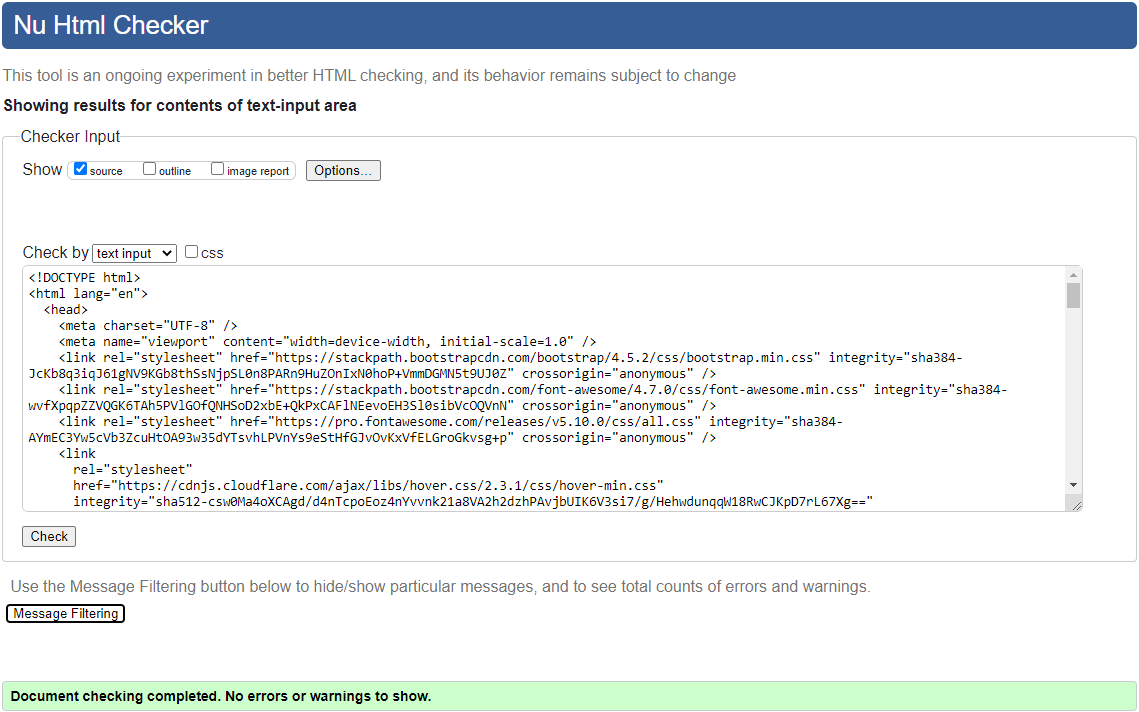 Nu Html Checker
This tool is an ongoing experiment in better HTML checking, and its behavior remains subject to change
Showing results for contents of text-input area
Checker Input
Show source outline image report Options...
Check by text input css
<!DOCTYPE html>
<html lang="en">
<head>
<meta charset="UTF-8" />
<meta name="viewport" content="width=device-width, initial-scale=1.0" />
<link rel="stylesheet" href="https://stackpath.bootstrapcdn.com/bootstrap/4.5.2/css/bootstrap.min.css" integrity="sha384-
JcKb8q3iqJ61gNV9KGb8thSsNjpSL0n8PARn9HuZOnIxN0hoP+VmmDGMN5t9UJ0Z" crossorigin="anonymous" />
<link rel="stylesheet" href="https://stackpath.bootstrapcdn.com/font-awesome/4.7.0/css/font-awesome.min.css" integrity="sha384-
wvfXpqpZZVQGK6TAh5PVlGOfQNHSoD2xbE+QkPxCAFlNEevoEH3Sl0sibVcOQVnN" crossorigin="anonymous" />
<link rel="stylesheet" href="https://pro.fontawesome.com/releases/v5.10.0/css/all.css" integrity="sha384-
AYmEC3Yw5cVb3ZcuHtOA93w35dYTsvhLPVnYs9eStHfGJvOvKxVfELGroGkvsg+p" crossorigin="anonymous" />
<link
rel="stylesheet"
href="https://cdnjs.cloudflare.com/ajax/libs/hover.css/2.3.1/css/hover-min.css"
integrity="sha512-csw0Ma4oXCAgd/d4nTcpoEoz4nYvvnk21a8VA2h2dzhPAvjbUIK6V3si7/g/HehwdunqqW18RwCJKpD7rL67Xg=="
Check
Use the Message Filtering button below to hide/show particular messages, and to see total counts of errors and warnings.
Message Filtering
Document checking completed. No errors or warnings to show.